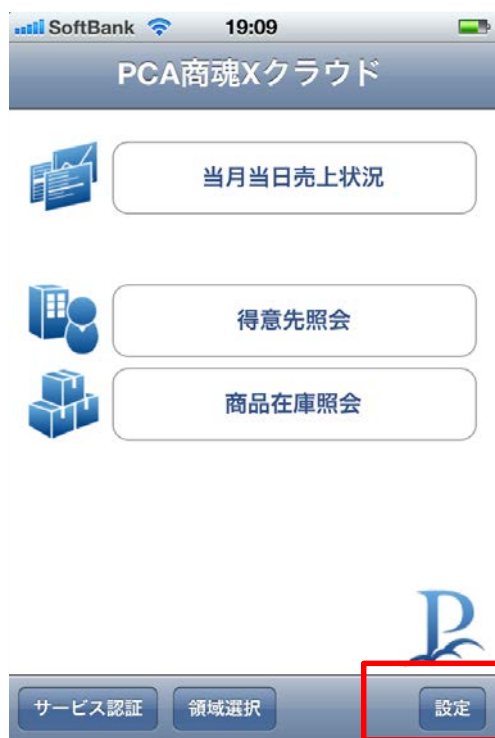 SoftBank 19:09
PCA商魂Xクラウド
当月当日売上状況
得意先照会
商品在庫照会
P
サービス認証 領域選択 設定